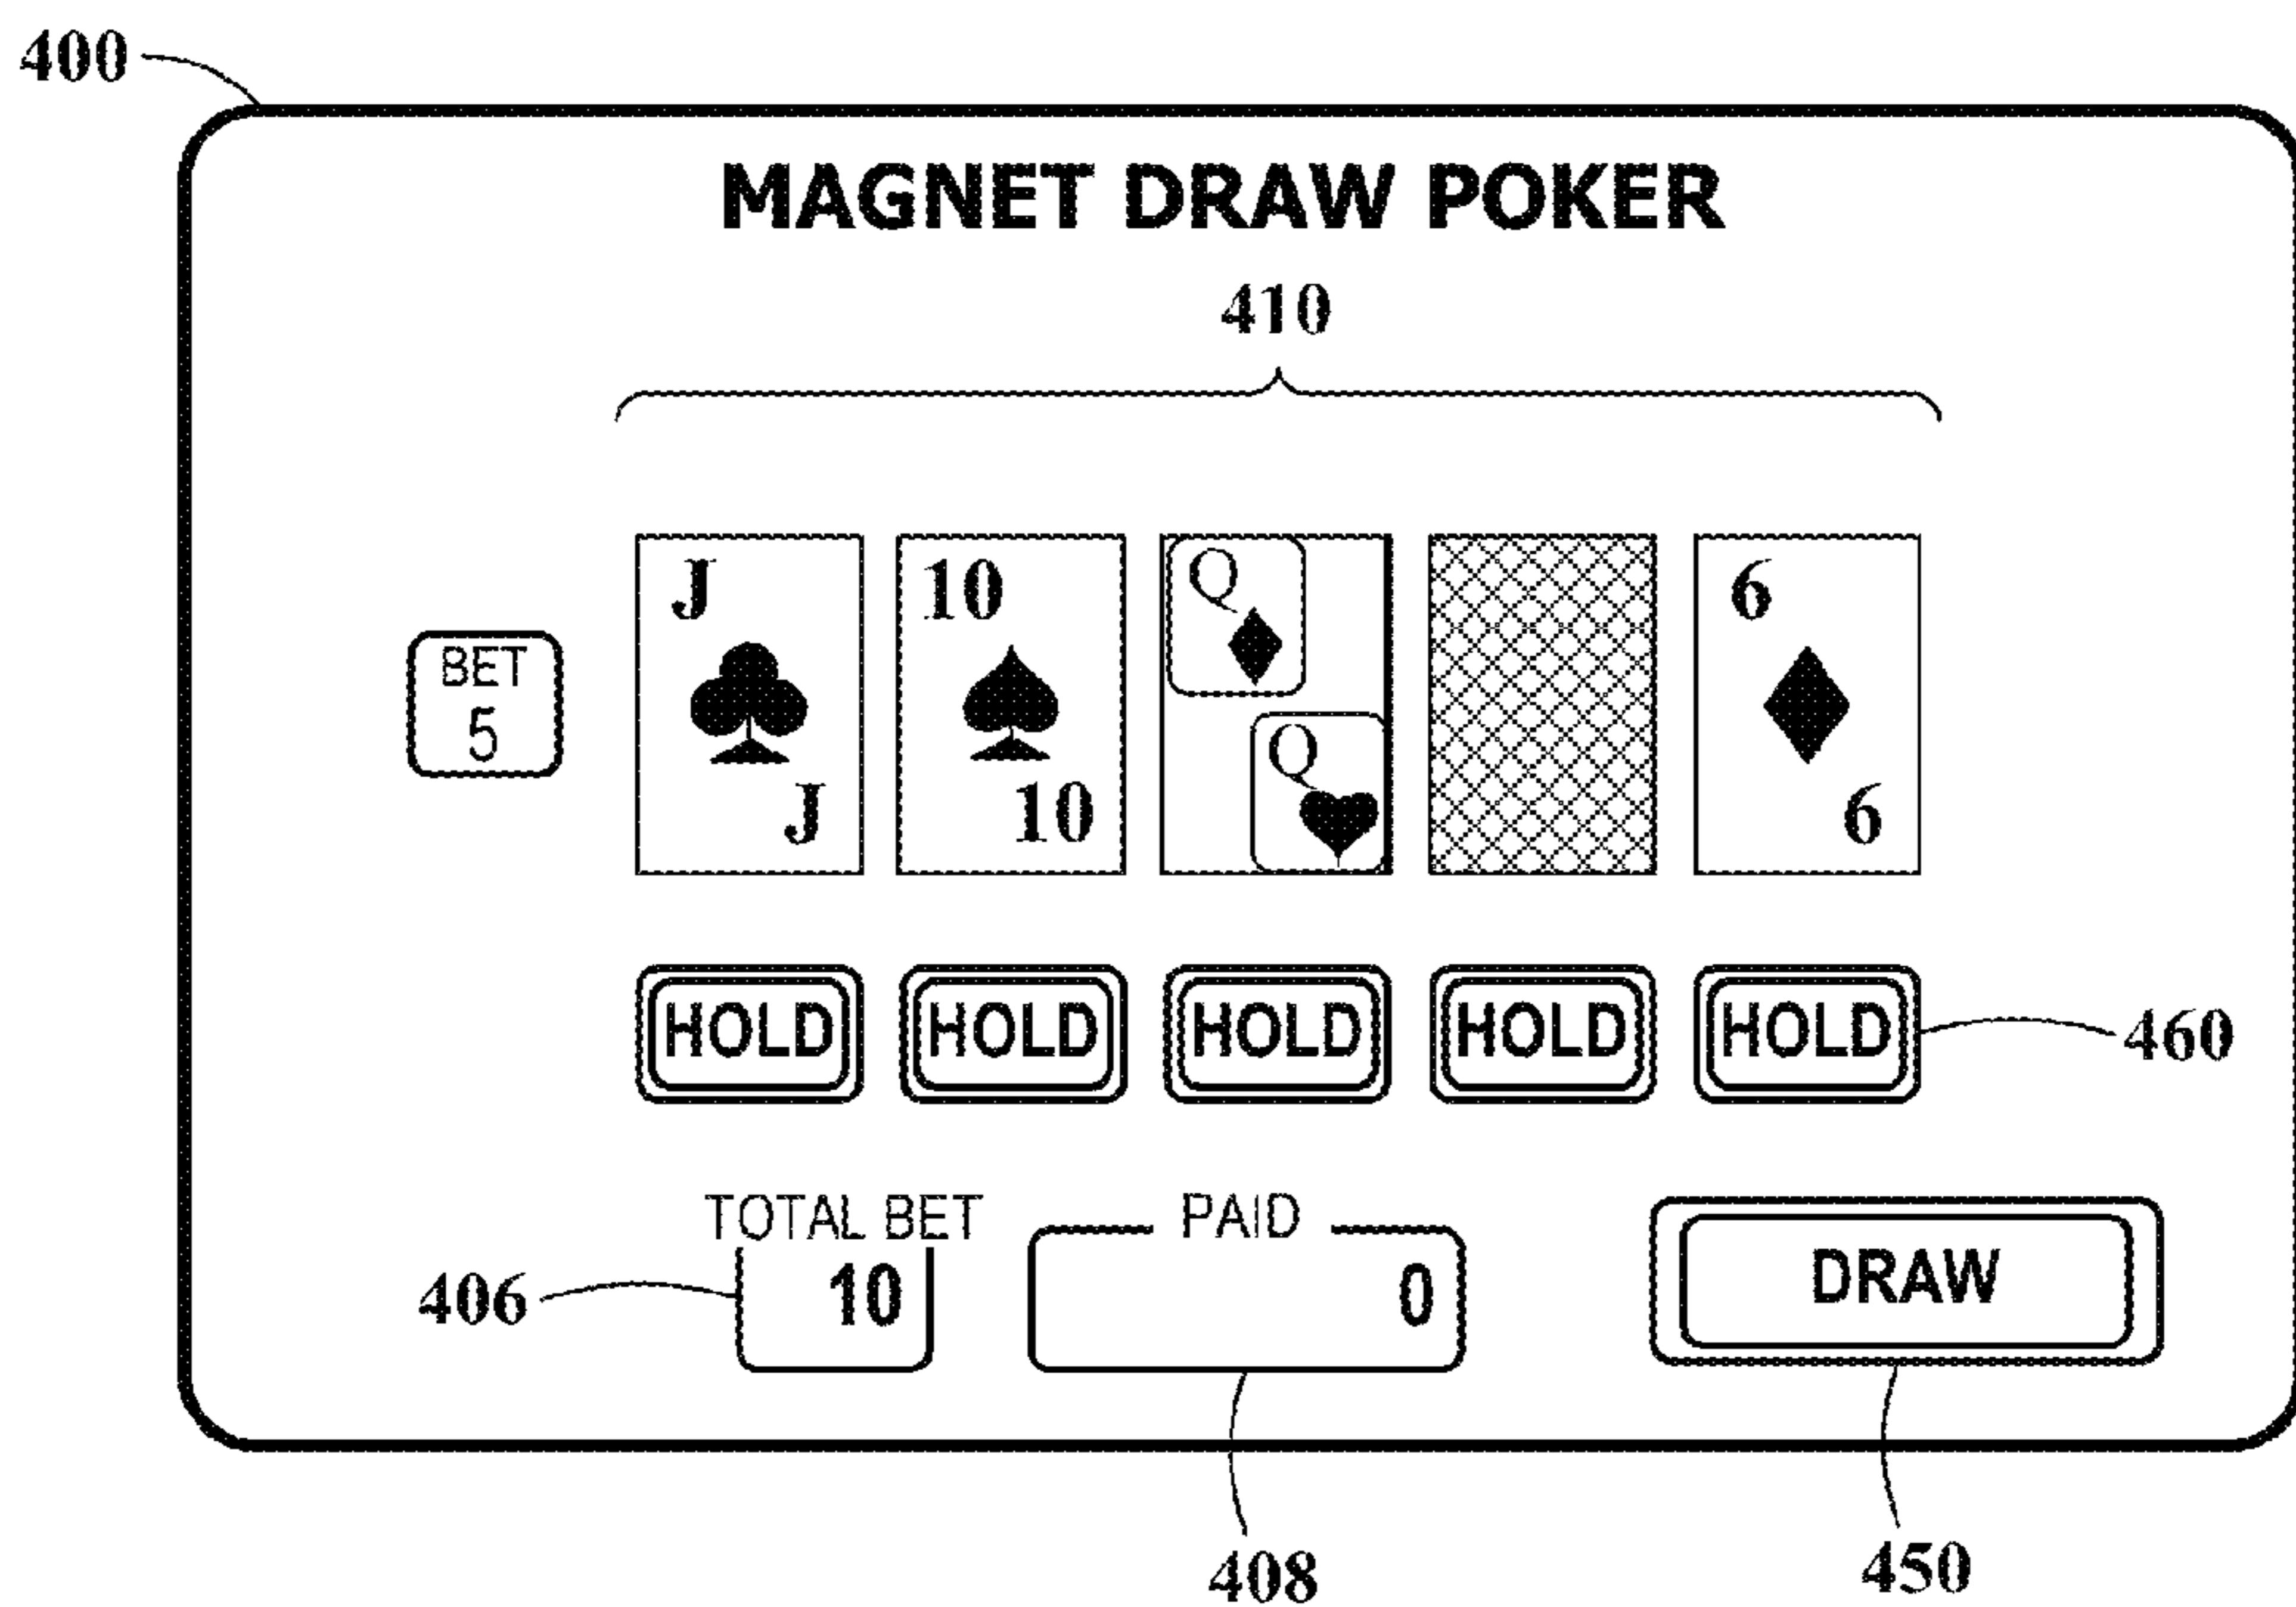 400
MAGNET DRAW POKER
410
J
10
Q
6
BET
5
Q
J
10
6
HOLD HOLD HOLD HOLD HOLD
460
TOTAL BET
PAID
406
10
0
DRAW
408
450